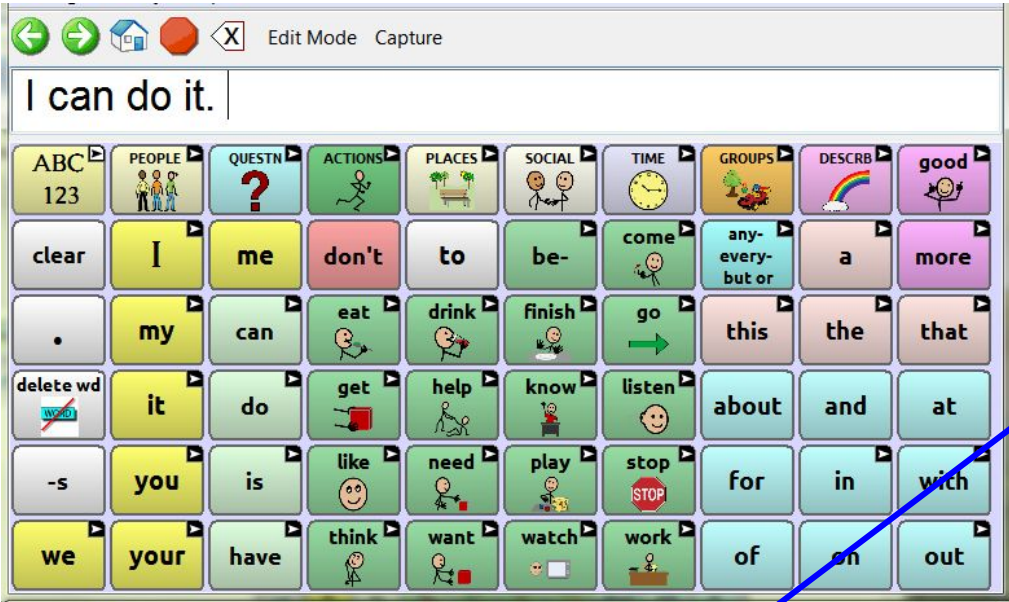 X Edit Mode Capture
I can do it.
ABC 123 PEOPLE QUESTN ? ACTIONS PLACES SOCIAL TIME GROUPS DESCRB good
clear I me don't to be- come any- every- but or a more
. my can eat drink finish go this the that
delete wd WORD it do get help know listen about and at
-s you is like need play stop STOP for in with
we your have think want watch work of on out